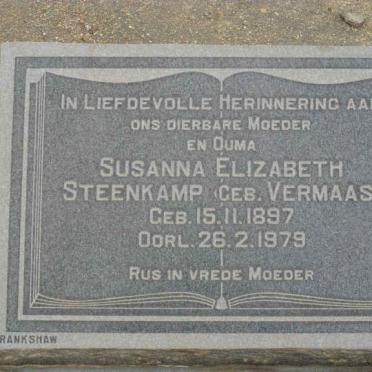 IN LIEFDEVOLLE HERINNERING AAN
ONS DIERBARE MOEDER
EN OUMA
SUSANNA ELIZABETH
STEENKAMP (GEB. VERMAAS
GEB. 15.11.1897
OORL. 26.2.1979
RUS IN VREDE MOEDER
RANKSHAW